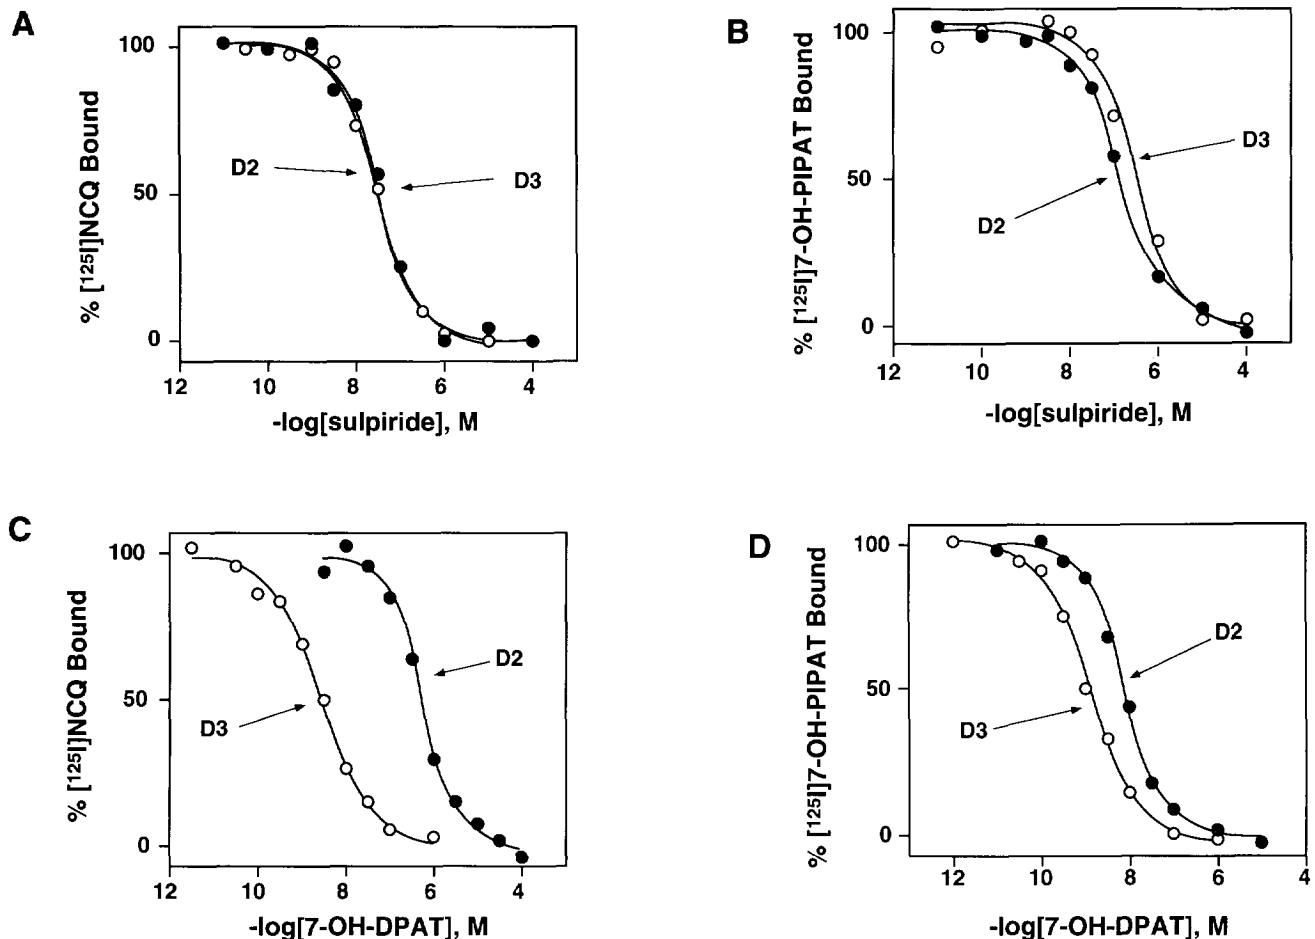 A
% [125I]NCQ Bound
100
50
0
D2
D3
12 10 8 6 4
-log[sulpiride], M
B
% [125I]7-OH-PIPAT Bound
100
50
0
D3
D2
12 10 8 6 4
-log[sulpiride], M
C
% [125I]NCQ Bound
100
50
0
D2
D3
12 10 8 6 4
-log[7-OH-DPAT], M
D
% [125I]7-OH-PIPAT Bound
100
50
0
D2
D3
12 10 8 6 4
-log[7-OH-DPAT], M